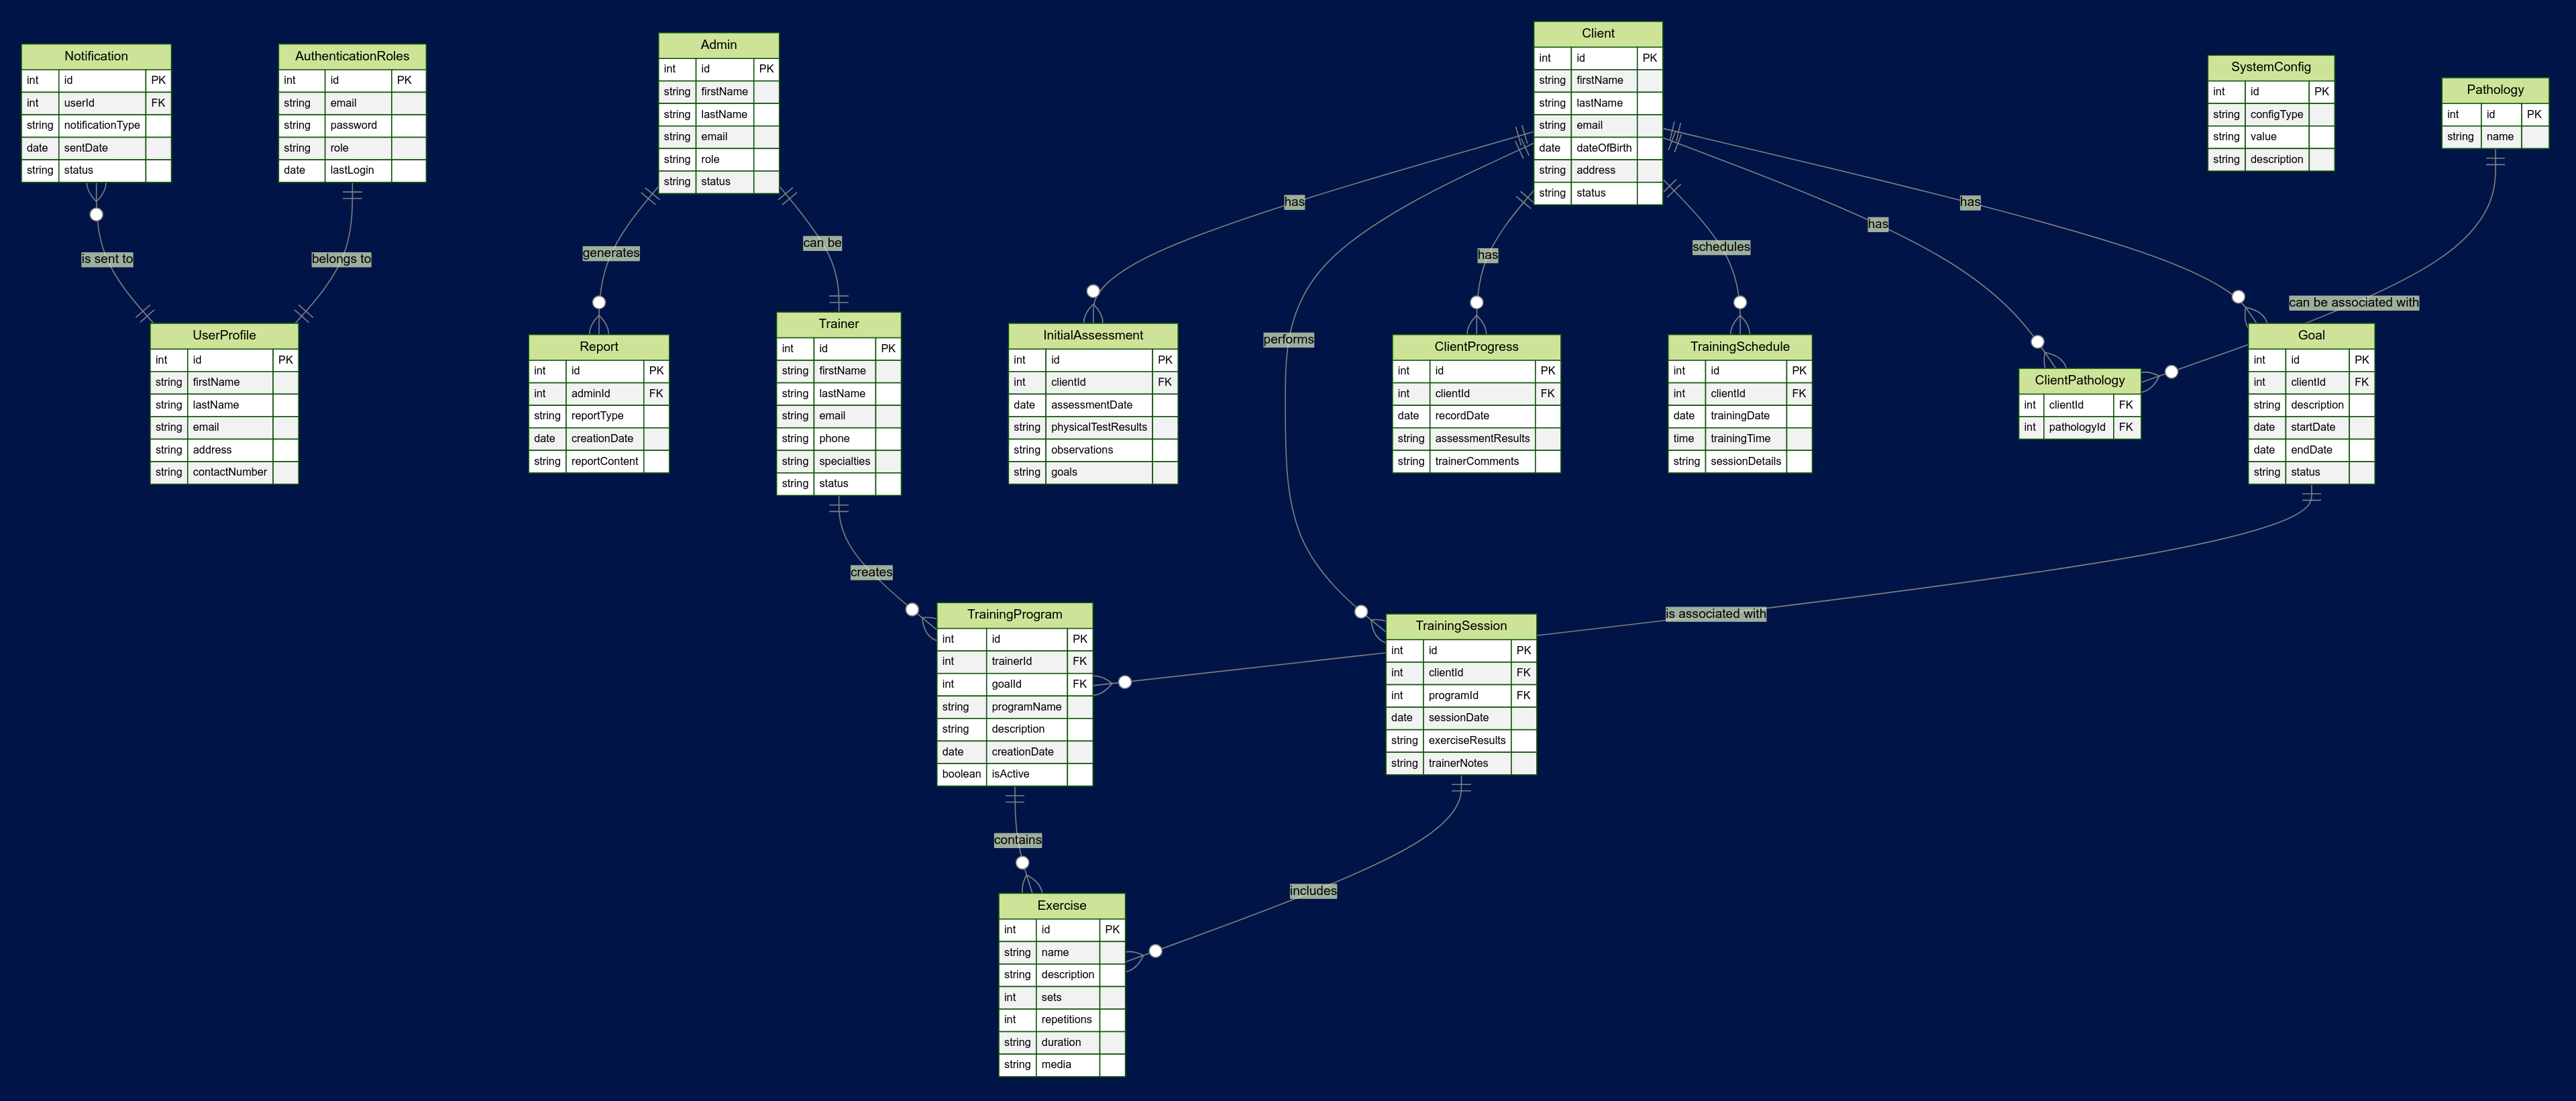 Notification
int id PK
int userId FK
string notificationType
date sentDate
string status
AuthenticationRoles
int id PK
string email
string password
string role
date lastLogin
Admin
int id PK
string firstName
string lastName
string email
string role
string status
Client
int id PK
string firstName
string lastName
string email
date dateOfBirth
string address
string status
SystemConfig
int id PK
string configType
string value
string description
Pathology
int id PK
string name
is sent to
belongs to
generates
can be
has
performs
has
schedules
has
has
can be associated with
UserProfile
int id PK
string firstName
string lastName
string email
string address
string contactNumber
Report
int id PK
int adminId FK
string reportType
date creationDate
string reportContent
Trainer
int id PK
string firstName
string lastName
string email
string phone
string specialties
string status
InitialAssessment
int id PK
int clientId FK
date assessmentDate
string physicalTestResults
string observations
string goals
ClientProgress
int id PK
int clientId FK
date recordDate
string assessmentResults
string trainerComments
TrainingSchedule
int id PK
int clientId FK
date trainingDate
time trainingTime
string sessionDetails
ClientPathology
int clientId FK
int pathologyId FK
Goal
int id PK
int clientId FK
string description
date startDate
date endDate
string status
creates
is associated with
TrainingProgram
int id PK
int trainerId FK
int goalId FK
string programName
string description
date creationDate
boolean isActive
TrainingSession
int id PK
int clientId FK
int programId FK
date sessionDate
string exerciseResults
string trainerNotes
contains
includes
Exercise
int id PK
string name
string description
int sets
int repetitions
string duration
string media